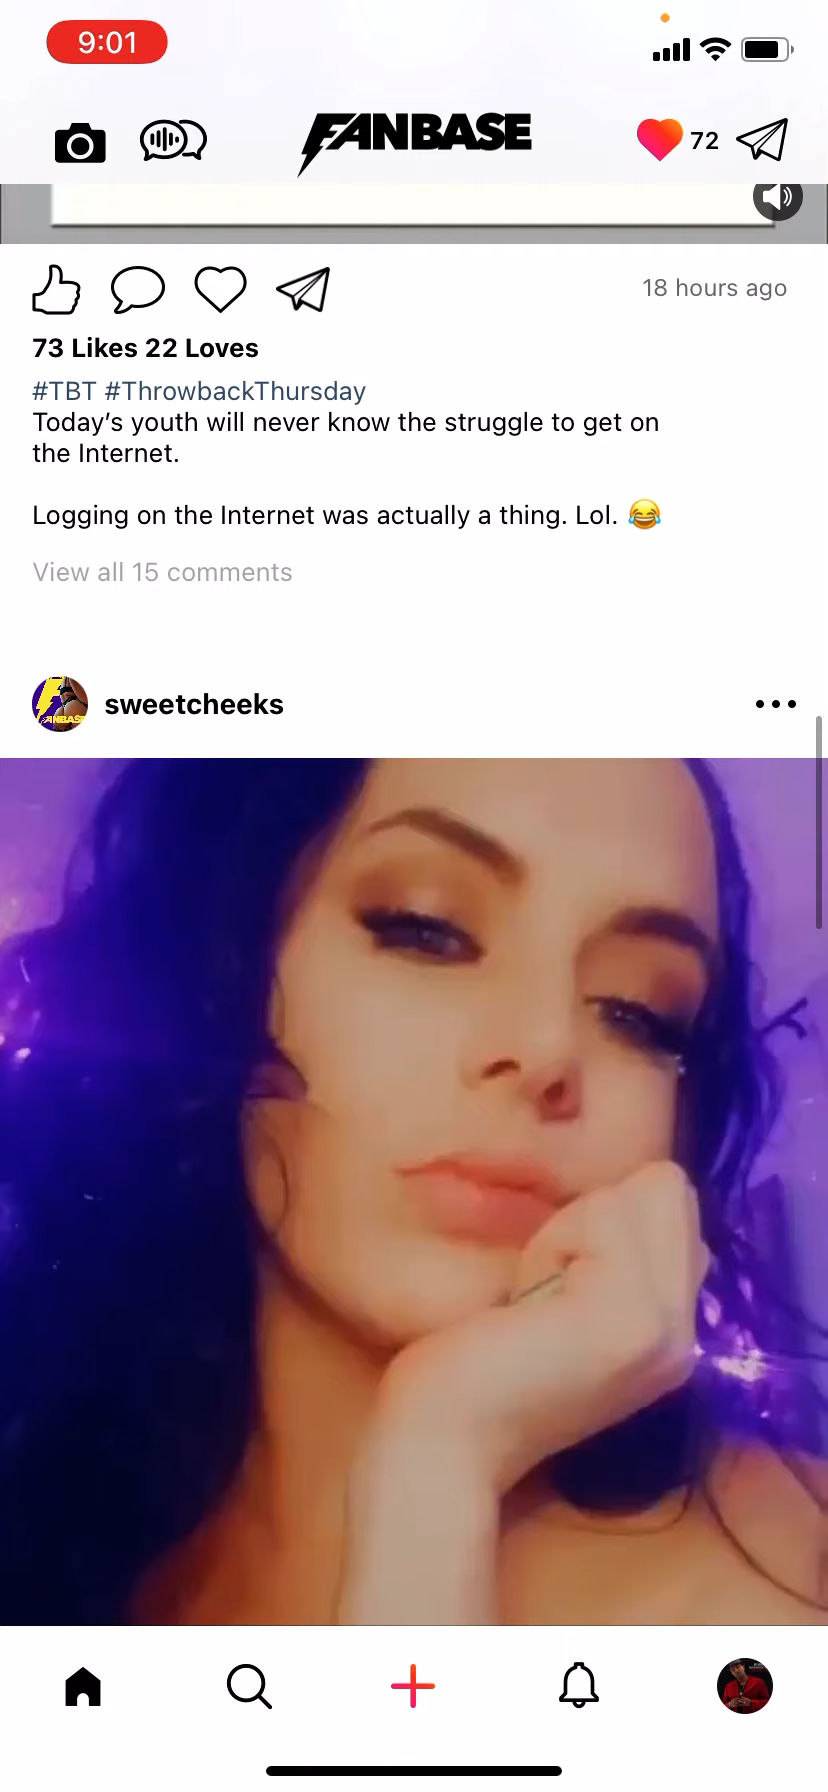 9:01
FANBASE
72
18 hours ago
73 Likes 22 Loves
#TBT #ThrowbackThursday
Today’s youth will never know the struggle to get on
the Internet.
Logging on the Internet was actually a thing. Lol. 😂
View all 15 comments
FANBASE
sweetcheeks